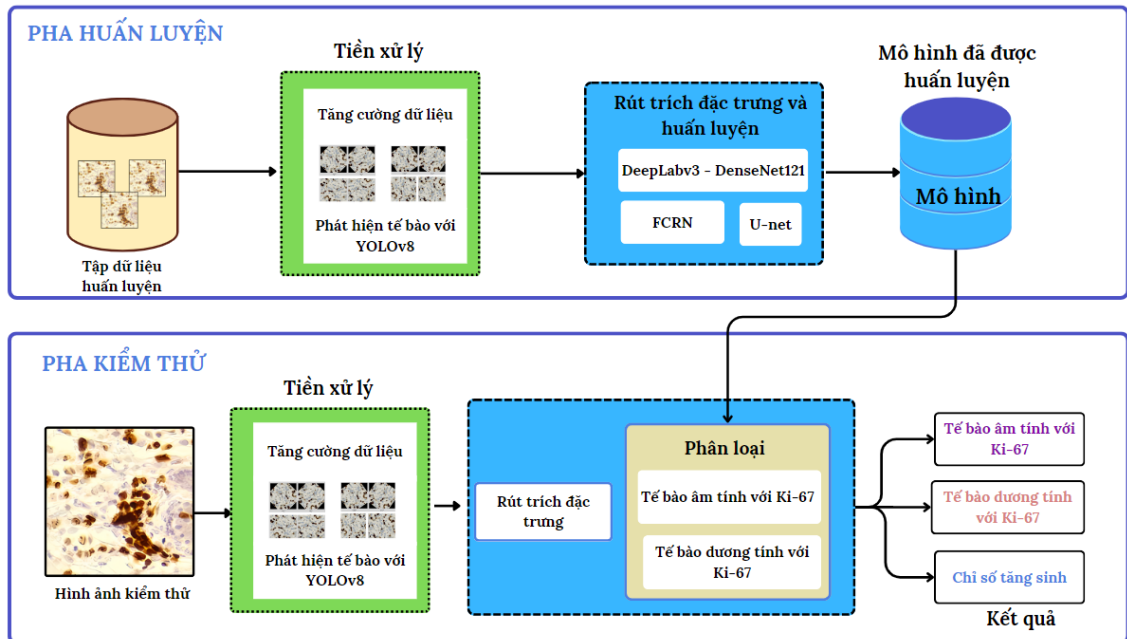 PHA HUẤN LUYỆN
Tiền xử lý
Tăng cường dữ liệu
Phát hiện tế bào với
YOLOv8
Tập dữ liệu
huấn luyện
Rút trích đặc trưng và
huấn luyện
DeepLabv3 - DenseNet121
FCRN
U-net
Mô hình đã được
huấn luyện
Mô hình
PHA KIỂM THỬ
Tiền xử lý
Tăng cường dữ liệu
Phát hiện tế bào với
YOLOv8
Hình ảnh kiểm thử
Rút trích đặc
trưng
Phân loại
Tế bào âm tính với Ki-67
Tế bào dương tính với
Ki-67
Tế bào âm tính với
Ki-67
Tế bào dương tính
với Ki-67
Chỉ số tăng sinh
Kết quả